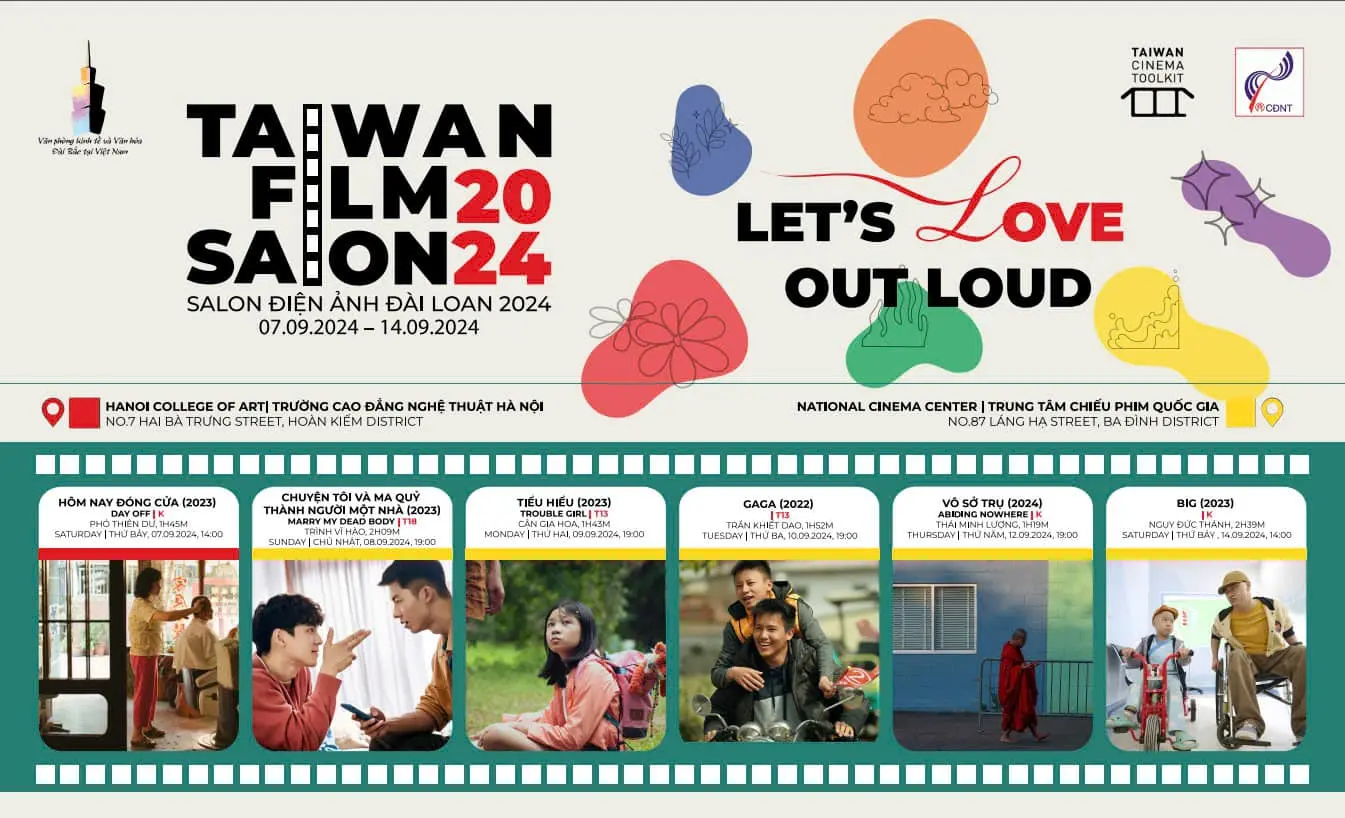 Văn phòng Kinh tế và Văn hóa
Đài Bắc tại Việt Nam
TAIWAN
FILM 20
SALON 24
SALON ĐIỆN ẢNH ĐÀI LOAN 2024
07.09.2024 – 14.09.2024
LET'S LOVE
OUT LOUD
TAIWAN
CINEMA
TOOLKIT
CĐNT
HANOI COLLEGE OF ART| TRƯỜNG CAO ĐẲNG NGHỆ THUẬT HÀ NỘI
NO.7 HAI BÀ TRƯNG STREET, HOÀN KIẾM DISTRICT
NATIONAL CINEMA CENTER | TRUNG TÂM CHIẾU PHIM QUỐC GIA
NO.87 LÁNG HẠ STREET, BA ĐÌNH DISTRICT
HÔM NAY ĐÓNG CỬA (2023)
DAY OFF | K
PHÓ THIÊN DƯ, 1H45M
SATURDAY | THỨ BẢY, 07.09.2024, 14:00
CHUYỆN TÔI VÀ MA QUỶ
THÀNH NGƯỜI MỘT NHÀ (2023)
MARRY MY DEAD BODY | T18
TRÌNH VĨ HÀO, 2H09M
SUNDAY | CHỦ NHẬT, 08.09.2024, 19:00
TIỂU HIỂU (2023)
TROUBLE GIRL | T13
CẬN GIA HOA, 1H43M
MONDAY | THỨ HAI, 09.09.2024, 19:00
GAGA (2022)
| T13
TRẦN KHIẾT DAO, 1H52M
TUESDAY | THỨ BA, 10.09.2024, 19:00
VÔ SỞ TRỤ (2024)
ABIDING NOWHERE | K
THÁI MINH LƯỢNG, 1H19M
THURSDAY | THỨ NĂM, 12.09.2024, 19:00
BIG (2023)
| K
NGỤY ĐỨC THÁNH, 2H39M
SATURDAY | THỨ BẢY , 14.09.2024, 14:00